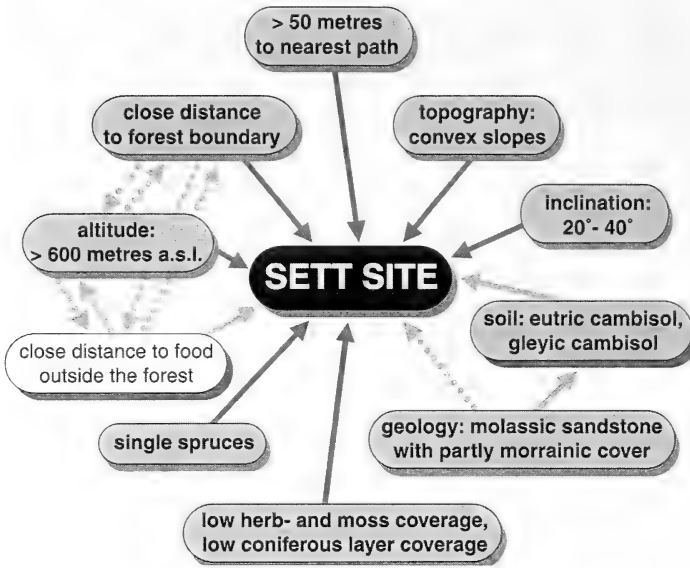 > 50 metres
to nearest path
close distance
to forest boundary
topography:
convex slopes
altitude:
> 600 metres a.s.l.
inclination:
20°- 40°
SETT SITE
soil: eutric cambisol,
gleyic cambisol
close distance to food
outside the forest
single spruces
geology: molassic sandstone
with partly morrainic cover
low herb- and moss coverage,
low coniferous layer coverage